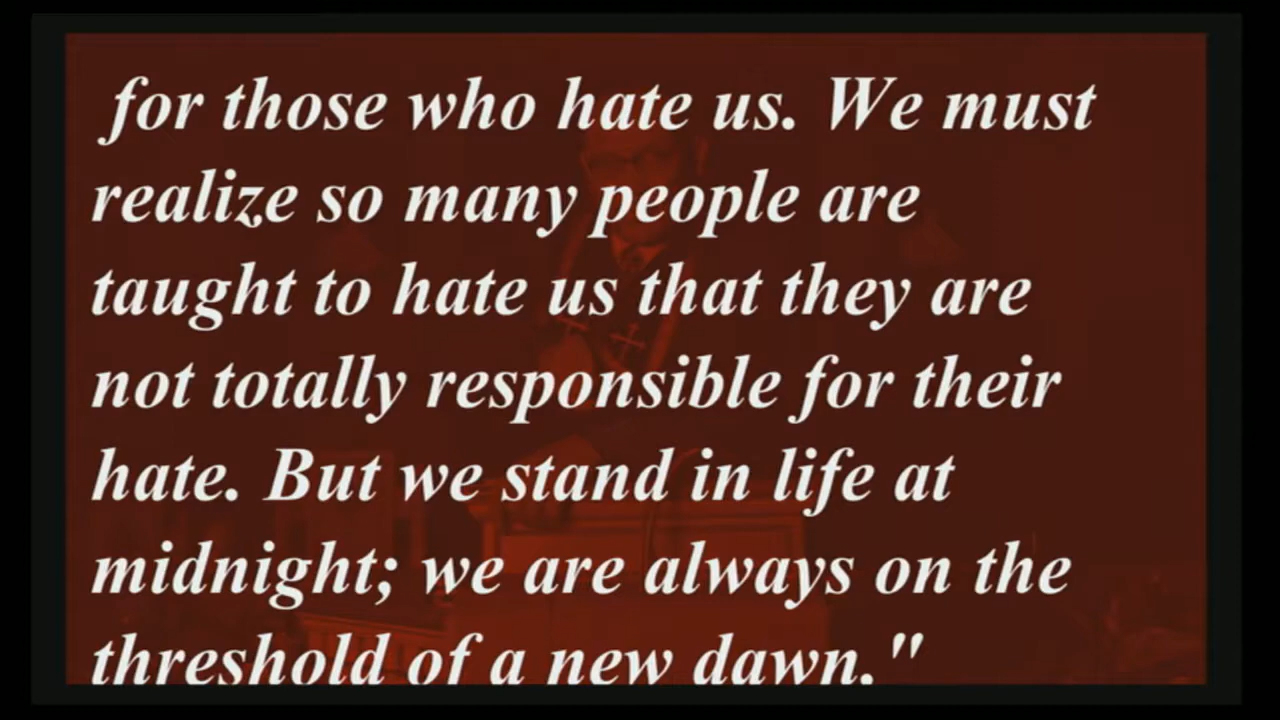 for those who hate us. We must
realize so many people are
taught to hate us that they are
not totally responsible for their
hate. But we stand in life at
midnight; we are always on the
threshold of a new dawn."